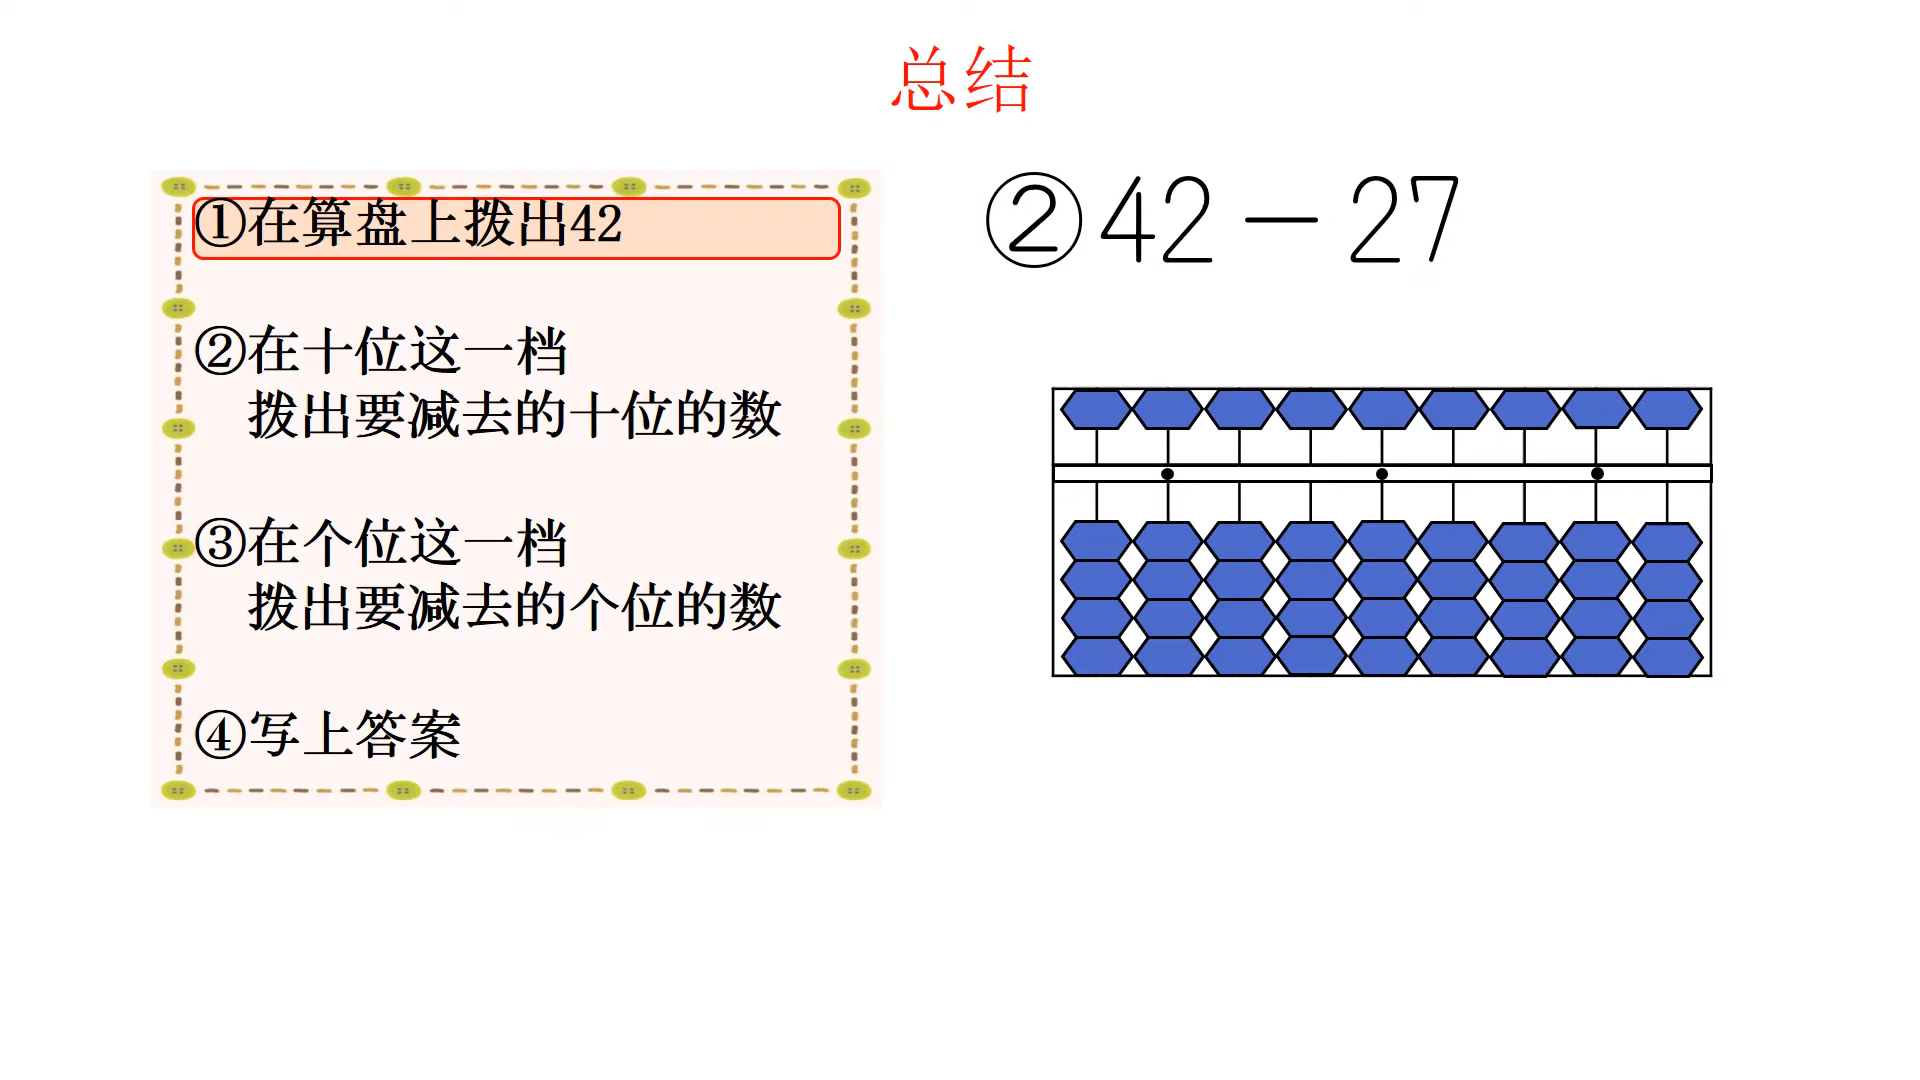 总结
①在算盘上拨出42
②在十位这一档
拨出要减去的十位的数
③在个位这一档
拨出要减去的个位的数
④写上答案
②42－27